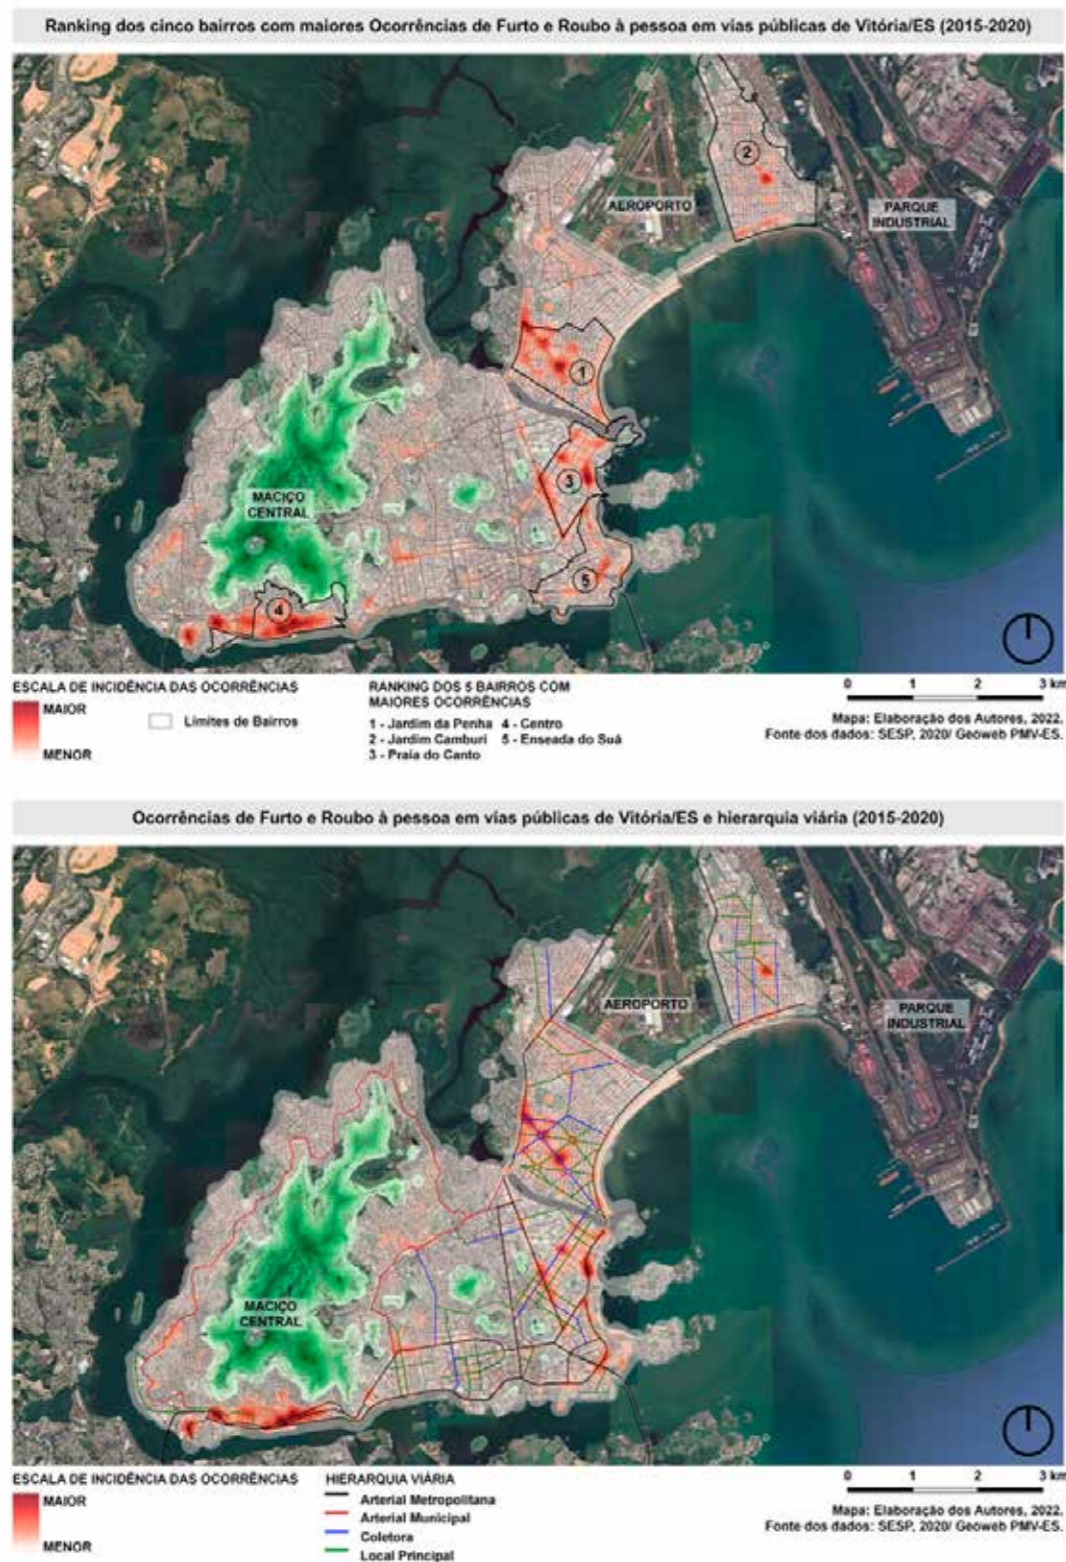 Ranking dos cinco bairros com maiores Ocorrências de Furto e Roubo à pessoa em vias públicas de Vitória/ES (2015-2020)
2
AEROPORTO
PARQUE
INDUSTRIAL
1
3
MACIÇO
CENTRAL
5
4
ESCALA DE INCIDÊNCIA DAS OCORRÊNCIAS
MAIOR
MENOR
Limites de Bairros
RANKING DOS 5 BAIRROS COM
MAIORES OCORRÊNCIAS
1 - Jardim da Penha 4 - Centro
2 - Jardim Camburi 5 - Enseada do Suá
3 - Praia do Canto
0 1 2 3 km
Mapa: Elaboração dos Autores, 2022.
Fonte dos dados: SESP, 2020/ Geoweb PMV-ES.
Ocorrências de Furto e Roubo à pessoa em vias públicas de Vitória/ES e hierarquia viária (2015-2020)
AEROPORTO
PARQUE
INDUSTRIAL
MACIÇO
CENTRAL
ESCALA DE INCIDÊNCIA DAS OCORRÊNCIAS
MAIOR
MENOR
HIERARQUIA VIÁRIA
Arterial Metropolitana
Arterial Municipal
Coletora
Local Principal
0 1 2 3 km
Mapa: Elaboração dos Autores, 2022.
Fonte dos dados: SESP, 2020/ Geoweb PMV-ES.